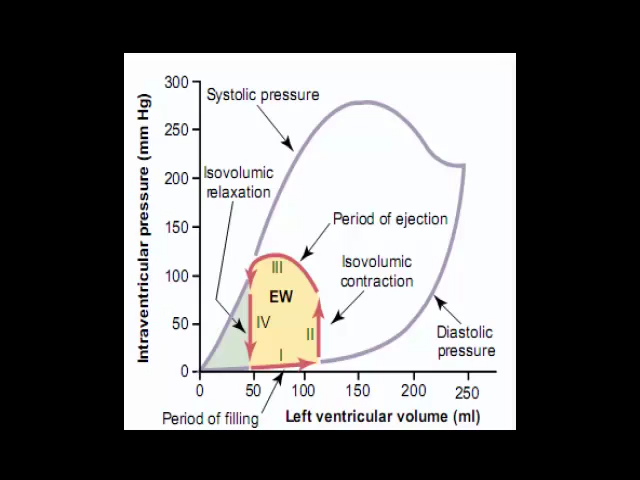 Intraventricular pressure (mm Hg)
300
250
200
150
100
50
0
Systolic pressure
Isovolumic
relaxation
Period of ejection
Isovolumic
contraction
III
EW
IV
II
I
Diastolic
pressure
0 50 100 150 200 250
Period of filling
Left ventricular volume (ml)